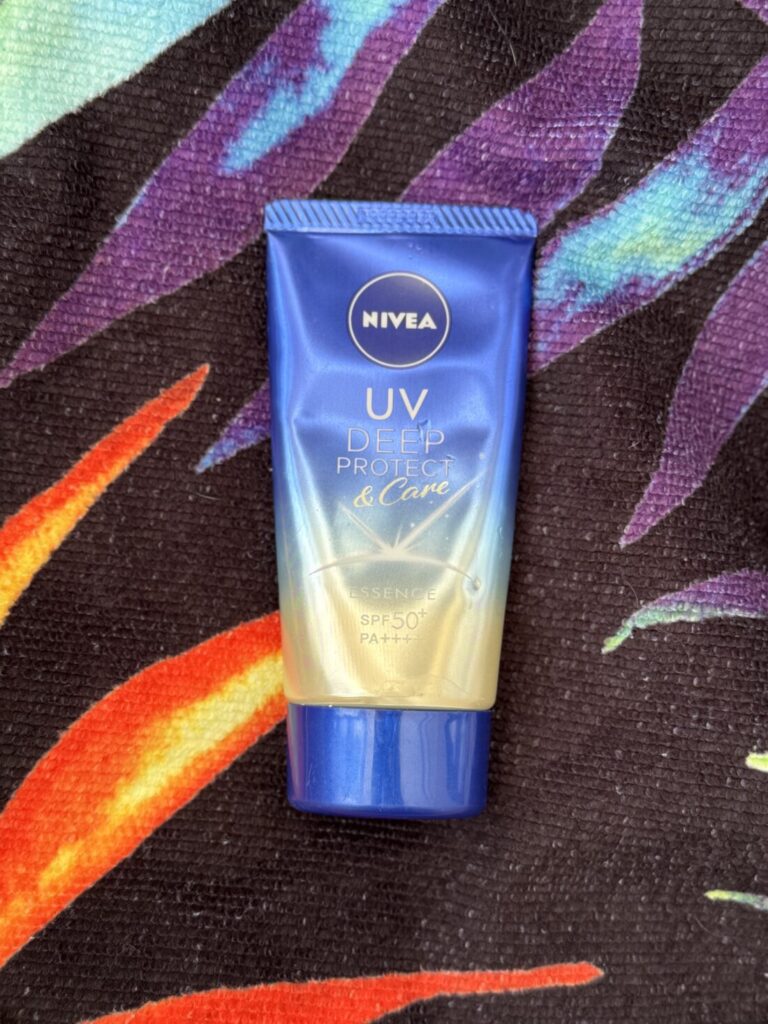 NIVEA
UV
DEEP
PROTECT
& Care
ESSENCE
SPF50+
PA++++